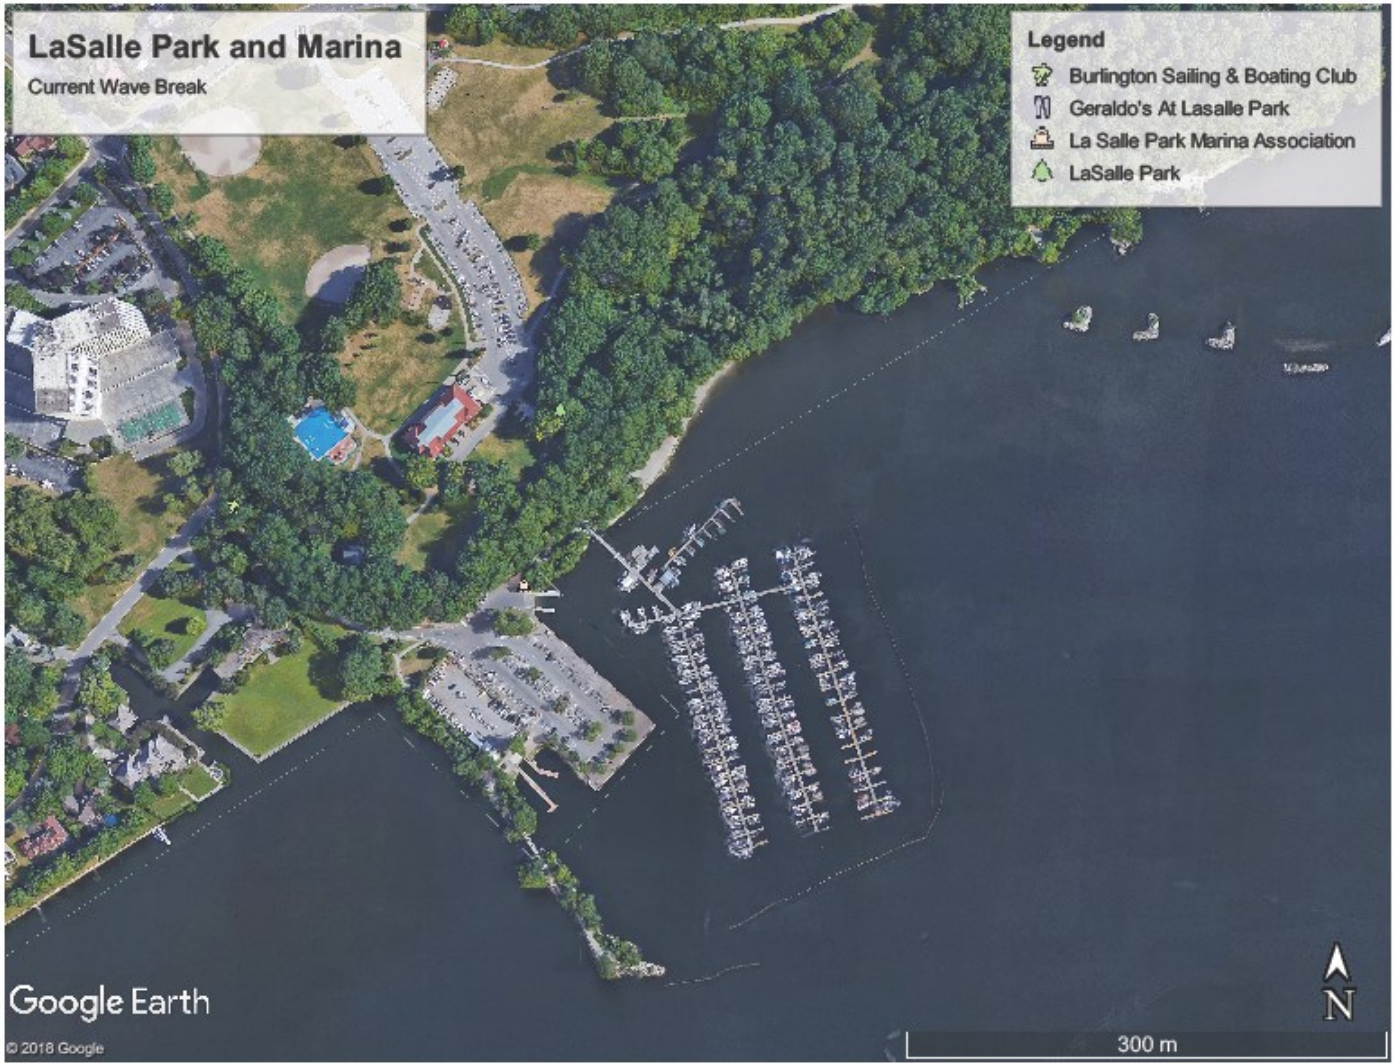 LaSalle Park and Marina
Current Wave Break
Legend
Burlington Sailing & Boating Club
Geraldo's At Lasalle Park
La Salle Park Marina Association
LaSalle Park
Google Earth
© 2018 Google
N
300 m